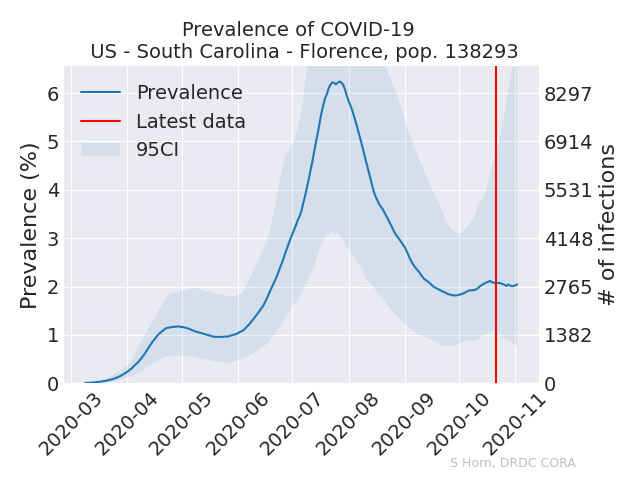 Prevalence of COVID-19
US - South Carolina - Florence, pop. 138293
Prevalence
Latest data
95CI
Prevalence (%)
6
5
4
3
2
1
0
8297
6914
5531
4148
2765
1382
0
# of infections
2020-03
2020-04
2020-05
2020-06
2020-07
2020-08
2020-09
2020-10
2020-11
S Horn, DRDC CORA